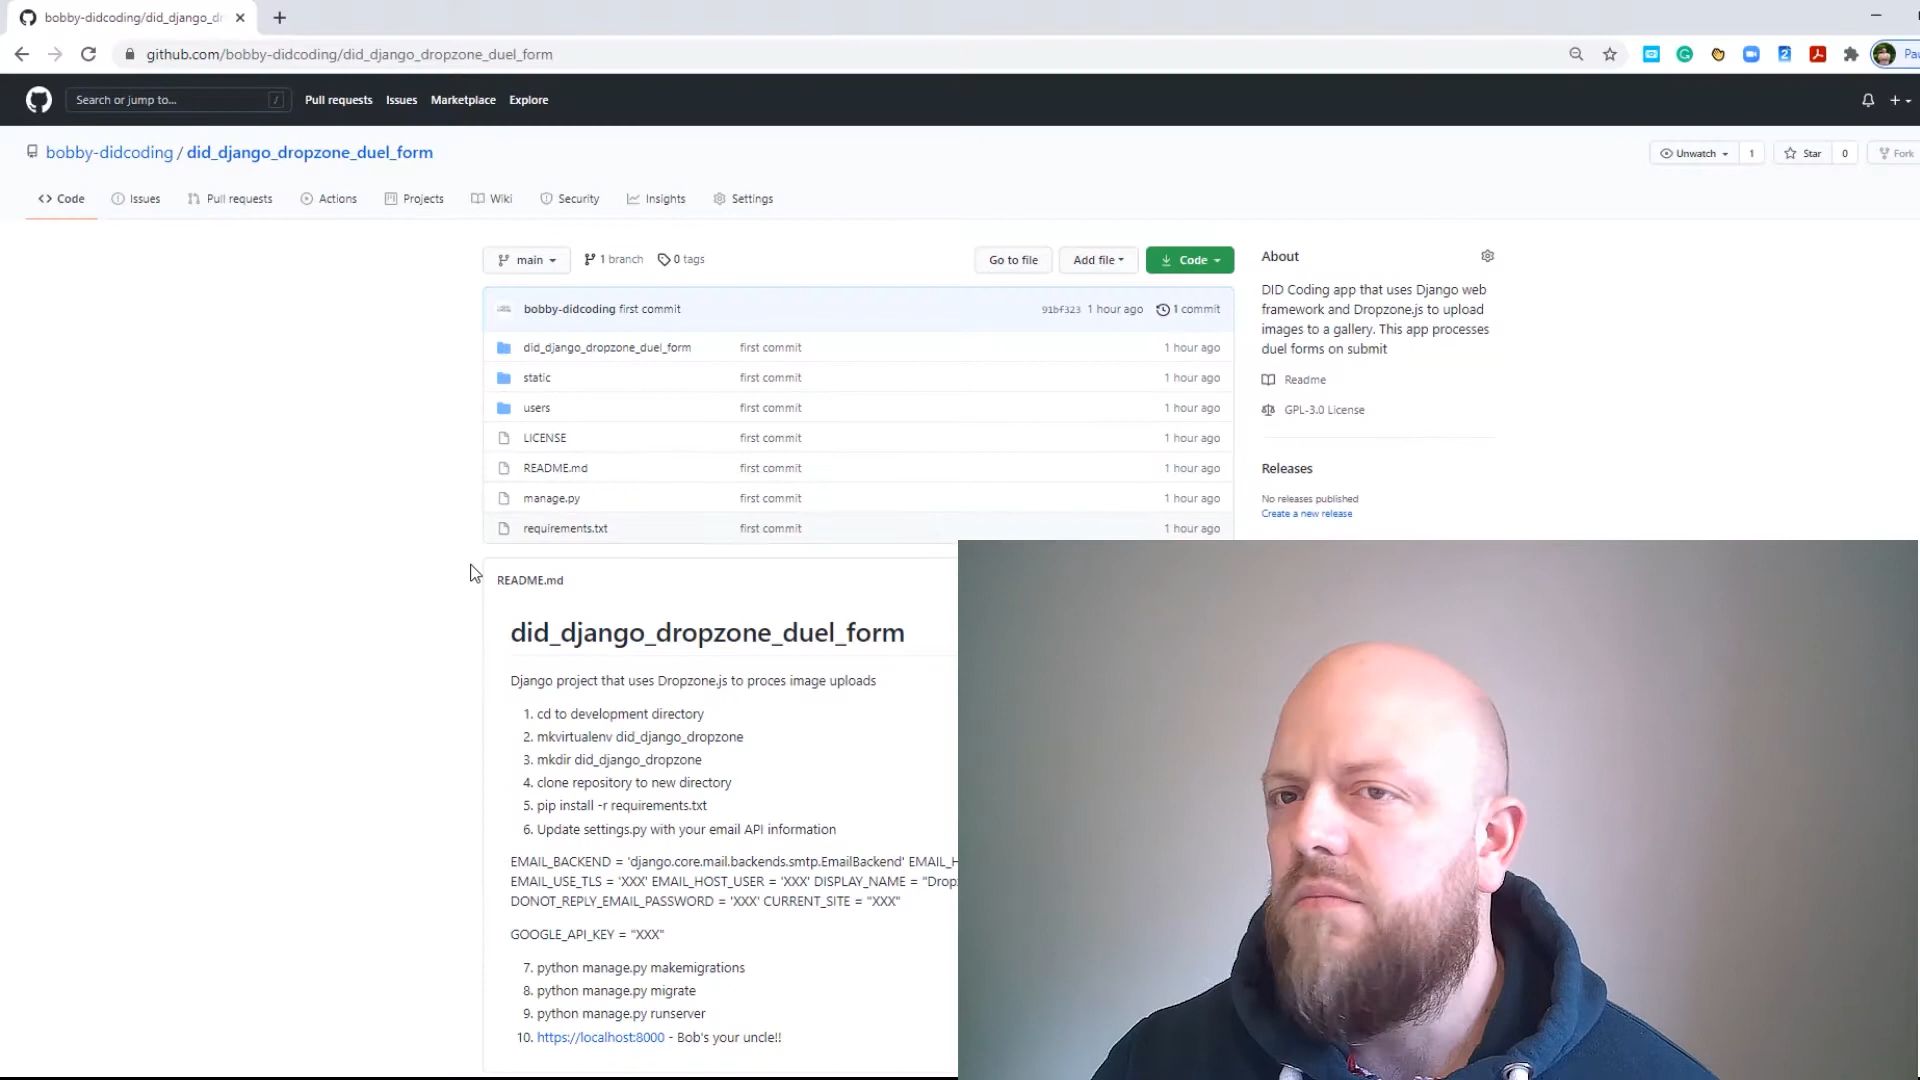 bobby-didcoding/did_django_dr
github.com/bobby-didcoding/did_django_dropzone_duel_form
Pau
Search or jump to... /
Pull requests Issues Marketplace Explore
bobby-didcoding / did_django_dropzone_duel_form
Unwatch 1 Star 0 Fork
Code Issues Pull requests Actions Projects Wiki Security Insights Settings
main 1 branch 0 tags Go to file Add file Code
bobby-didcoding first commit 91bf323 1 hour ago 1 commit
did_django_dropzone_duel_form first commit 1 hour ago
static first commit 1 hour ago
users first commit 1 hour ago
LICENSE first commit 1 hour ago
README.md first commit 1 hour ago
manage.py first commit 1 hour ago
requirements.txt first commit 1 hour ago
About
DID Coding app that uses Django web
framework and Dropzone.js to upload
images to a gallery. This app processes
duel forms on submit
Readme
GPL-3.0 License
Releases
No releases published
Create a new release
README.md
did_django_dropzone_duel_form
Django project that uses Dropzone.js to proces image uploads
1. cd to development directory
2. mkvirtualenv did_django_dropzone
3. mkdir did_django_dropzone
4. clone repository to new directory
5. pip install -r requirements.txt
6. Update settings.py with your email API information
EMAIL_BACKEND = 'django.core.mail.backends.smtp.EmailBackend' EMAIL_H
EMAIL_USE_TLS = 'XXX' EMAIL_HOST_USER = 'XXX' DISPLAY_NAME = "Drop
DONOT_REPLY_EMAIL_PASSWORD = 'XXX' CURRENT_SITE = "XXX"
GOOGLE_API_KEY = "XXX"
7. python manage.py makemigrations
8. python manage.py migrate
9. python manage.py runserver
10. https://localhost:8000 - Bob's your uncle!!